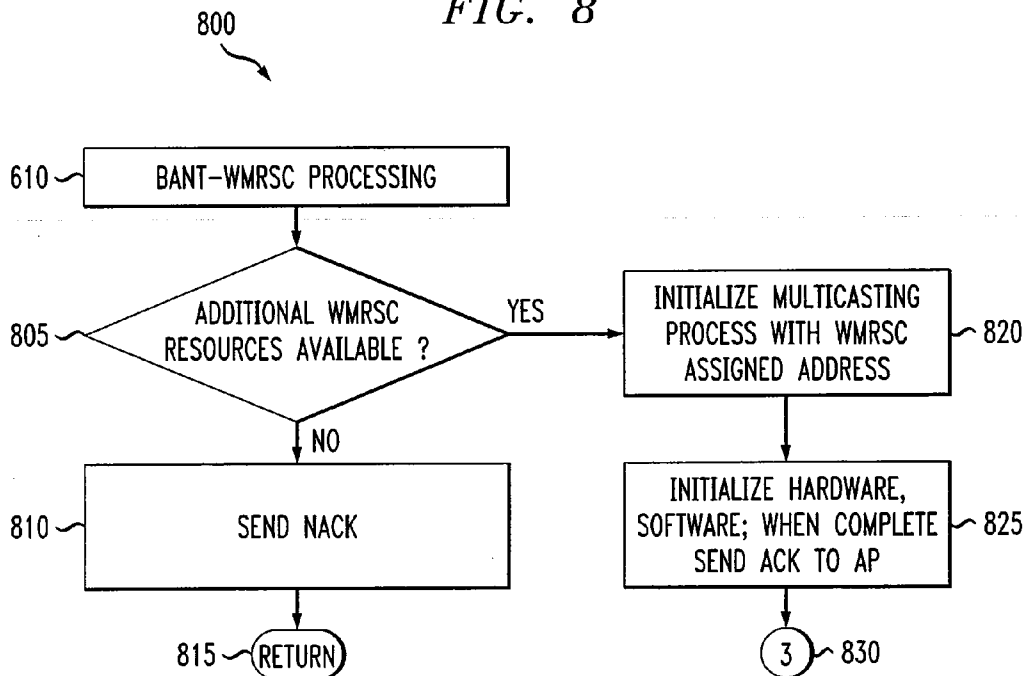 FIG. 8
800
610
BANT-WMRSC PROCESSING
805
ADDITIONAL WMRSC
RESOURCES AVAILABLE ?
YES
INITIALIZE MULTICASTING
PROCESS WITH WMRSC
ASSIGNED ADDRESS
820
NO
810
SEND NACK
INITIALIZE HARDWARE,
SOFTWARE; WHEN COMPLETE
SEND ACK TO AP
825
815
RETURN
3
830